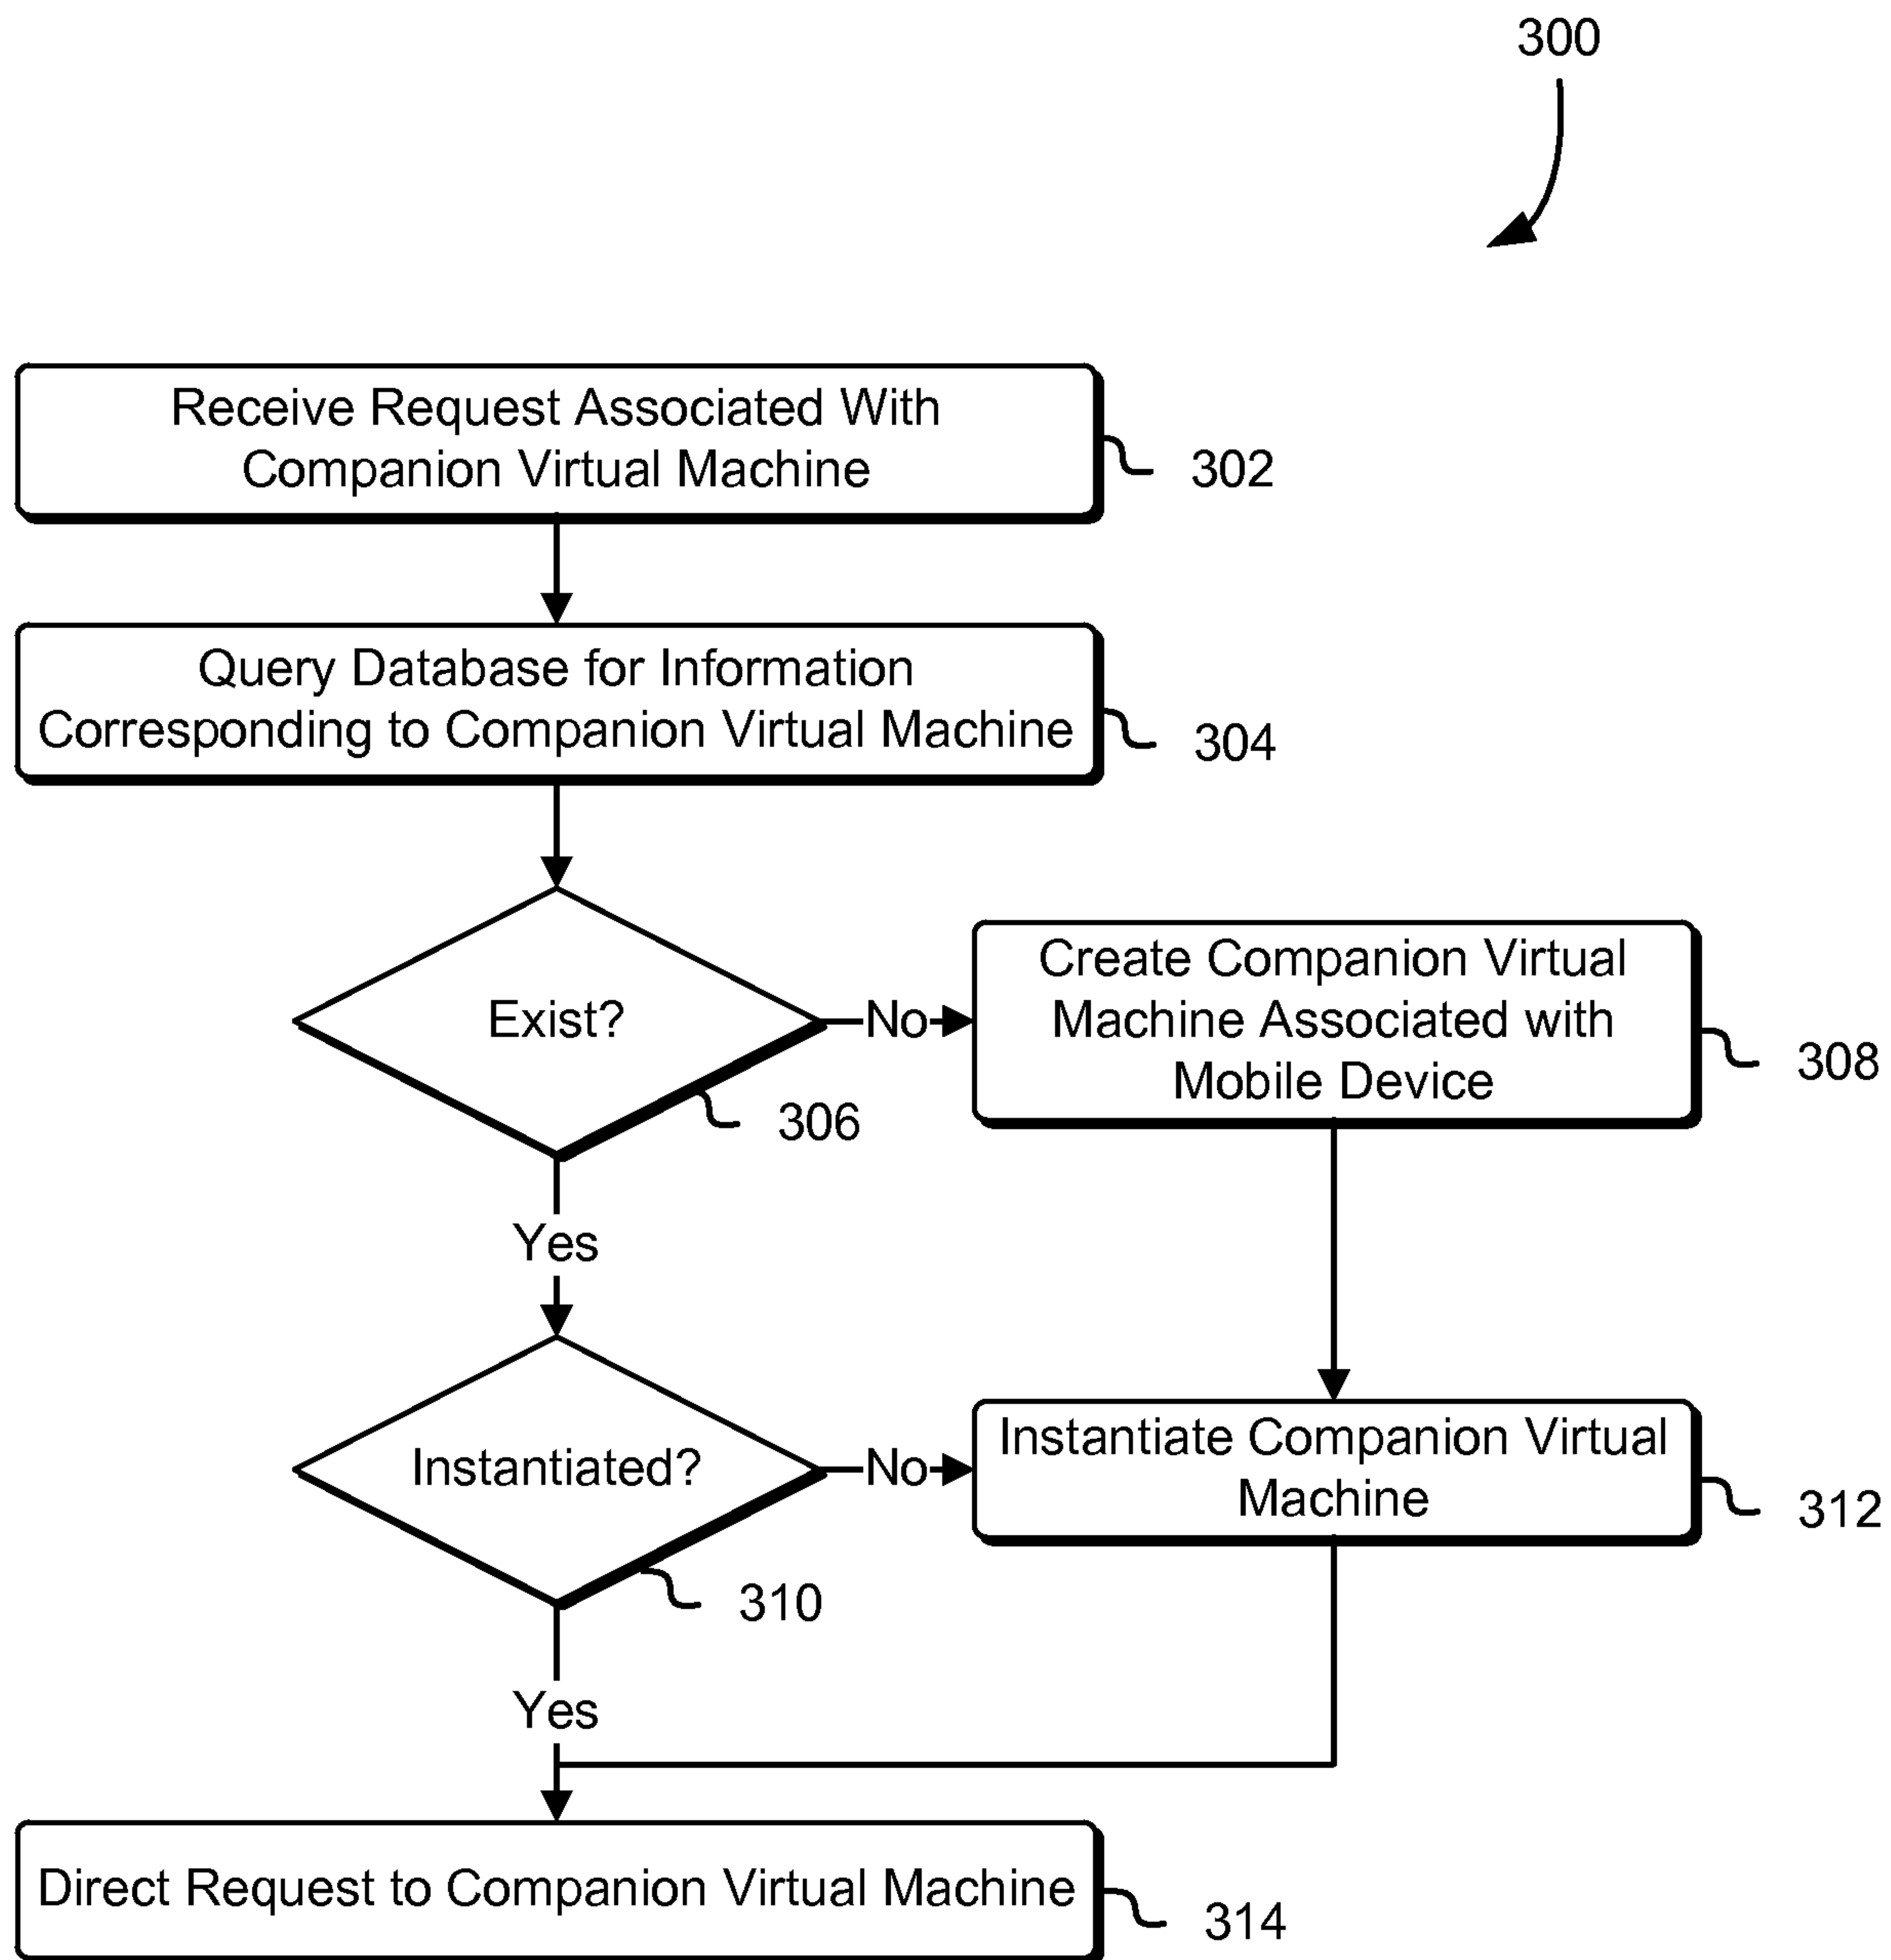 300
Receive Request Associated With
Companion Virtual Machine
302
Query Database for Information
Corresponding to Companion Virtual Machine
304
Exist?
No
306
Create Companion Virtual
Machine Associated with
Mobile Device
308
Yes
Instantiated?
No
310
Instantiate Companion Virtual
Machine
312
Yes
Direct Request to Companion Virtual Machine
314